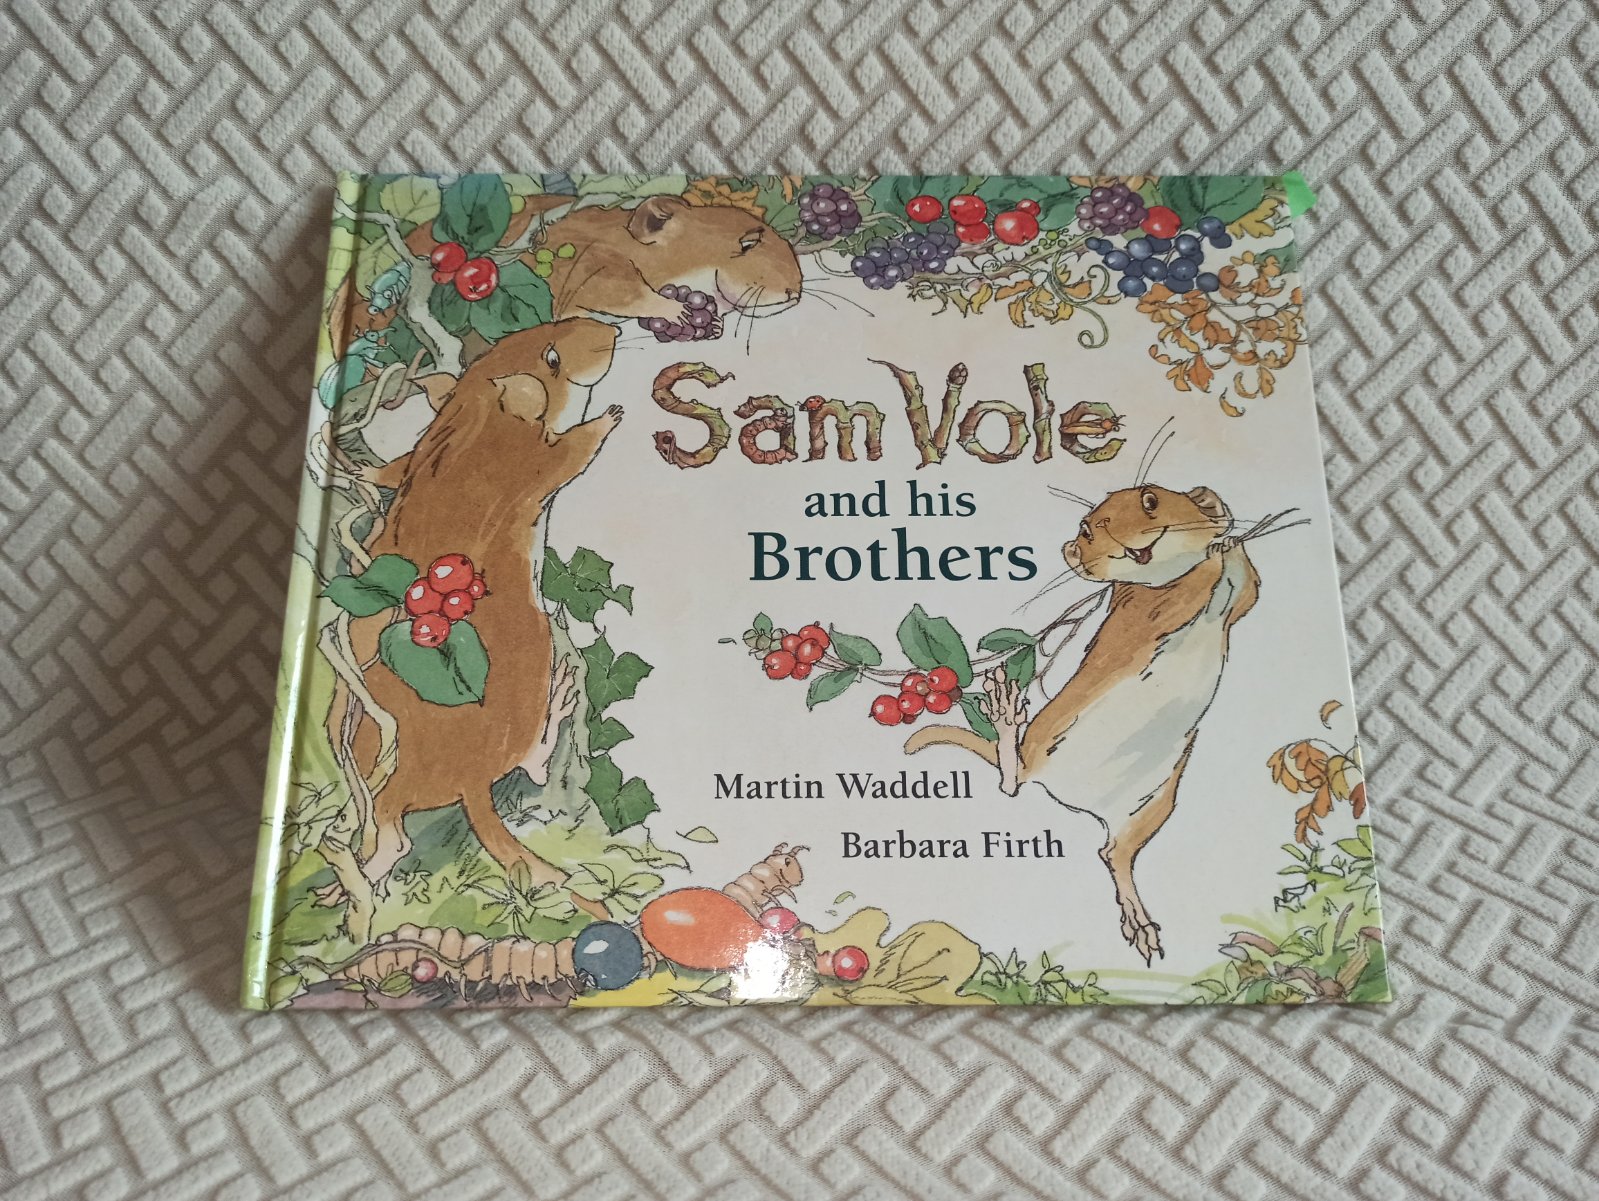 Sam Vole
and his
Brothers
Martin Waddell
Barbara Firth